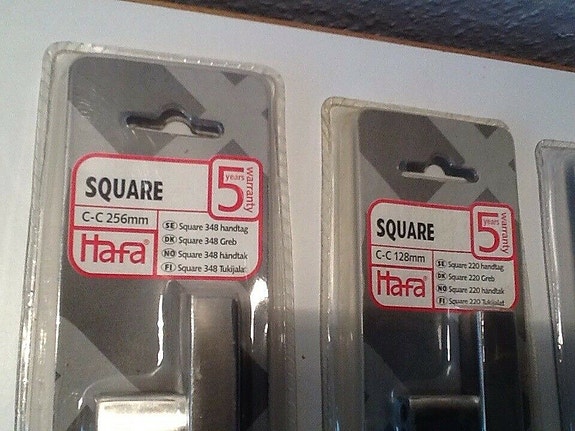 SQUARE
5 years warranty
C-C 256mm
SE Square 348 handtag
DK Square 348 Greb
NO Square 348 håndtak
FI Square 348 Tukijalat
Hafa®
SQUARE
5 years warranty
C-C 128mm
SE Square 220 handtag
DK Square 220 Greb
NO Square 220 håndtak
FI Square 220 Tukijalat
Hafa®